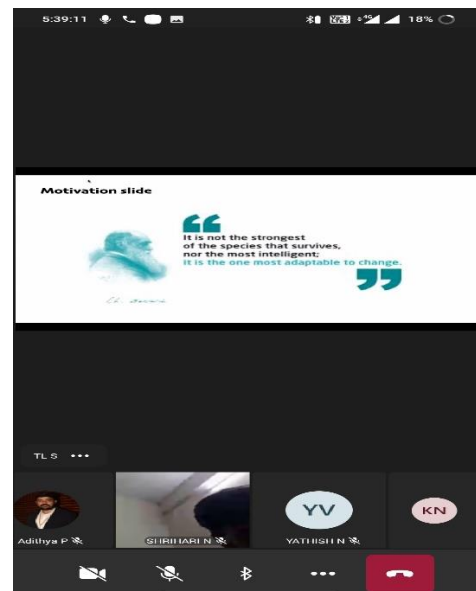 5:39:11
4G
18%
Motivation slide
“
It is not the strongest
of the species that survives,
nor the most intelligent;
It is the one most adaptable to change.
”
TL S •••
YV
KN
Adithya P
SHRIHARI N
YATHISH N